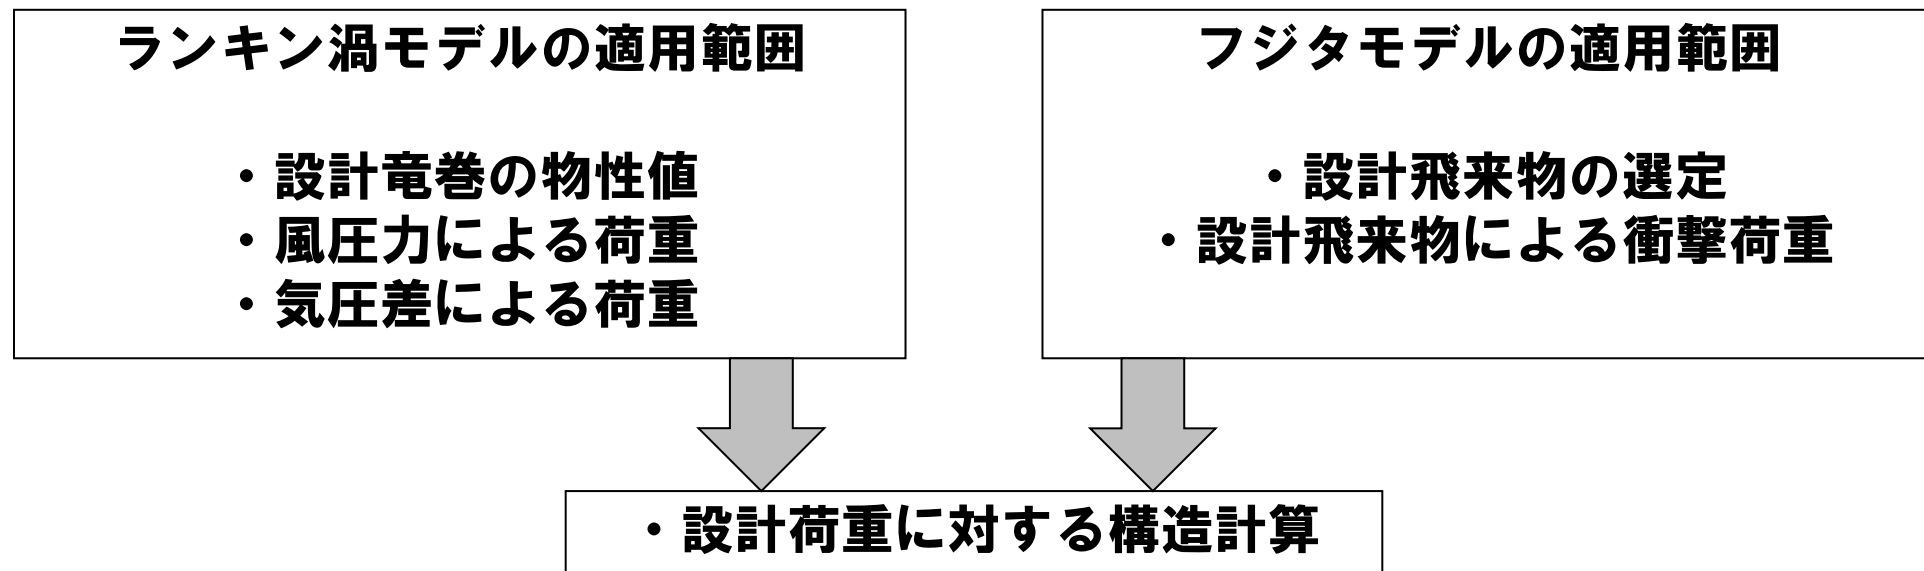 ランキン渦モデルの適用範囲
・設計竜巻の物性値
・風圧力による荷重
・気圧差による荷重
フジタモデルの適用範囲
・設計飛来物の選定
・設計飛来物による衝撃荷重
・設計荷重に対する構造計算